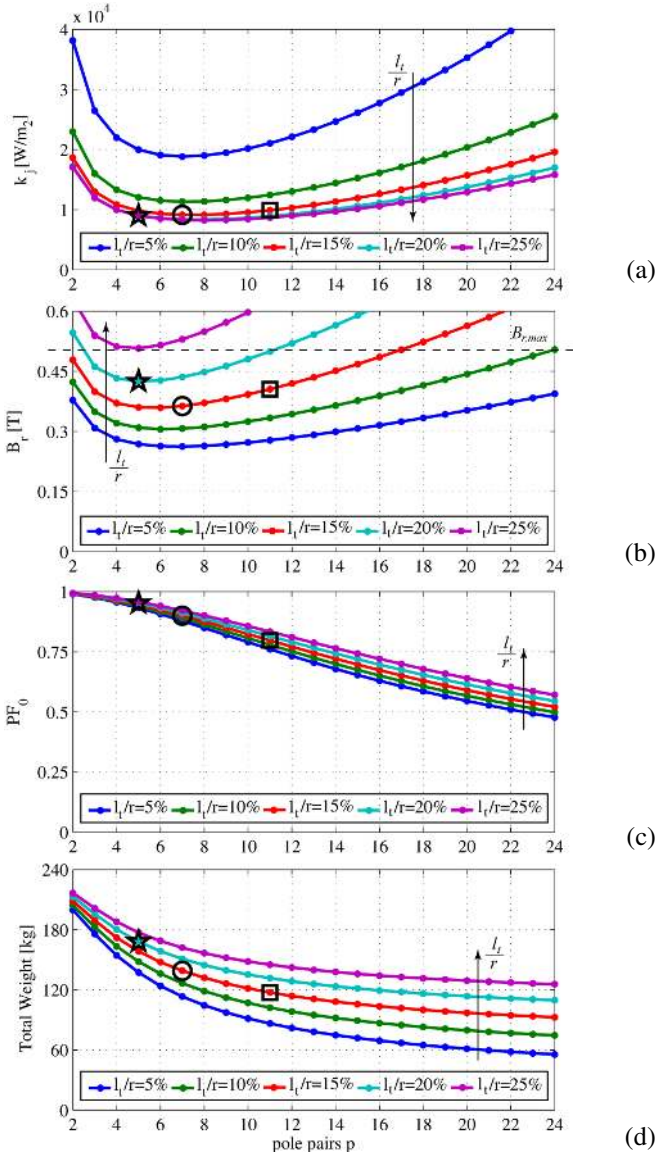 x 10⁴
4
3
2
1
0
k_j [W/m_2]
l_t/r
l_t/r=5% l_t/r=10% l_t/r=15% l_t/r=20% l_t/r=25%
2 4 6 8 10 12 14 16 18 20 22 24
(a)
0.6
0.45
0.3
0.15
0
B_r [T]
B_{r,max}
l_t/r
l_t/r=5% l_t/r=10% l_t/r=15% l_t/r=20% l_t/r=25%
2 4 6 8 10 12 14 16 18 20 22 24
(b)
1
0.75
0.5
0.25
0
PF_0
l_t/r
l_t/r=5% l_t/r=10% l_t/r=15% l_t/r=20% l_t/r=25%
2 4 6 8 10 12 14 16 18 20 22 24
(c)
240
180
120
60
0
Total Weight [kg]
l_t/r
l_t/r=5% l_t/r=10% l_t/r=15% l_t/r=20% l_t/r=25%
2 4 6 8 10 12 14 16 18 20 22 24
pole pairs p
(d)